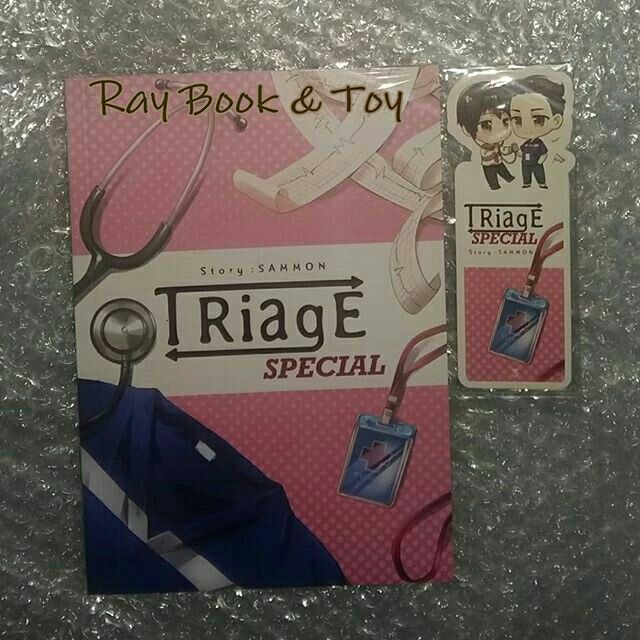 Ray Book & Toy
Story : SAMMON
TRiagE
SPECIAL
TRiagE
SPECIAL
Story : SAMMON